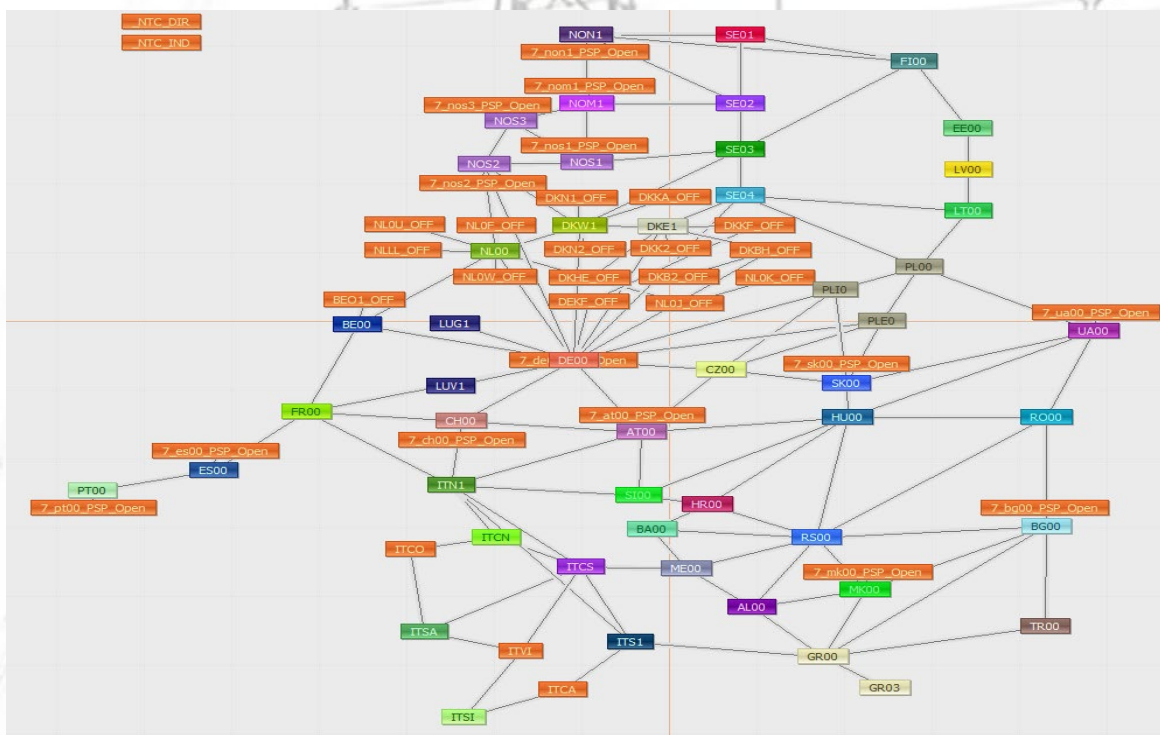 _NTC_DIR
_NTC_IND
NON1
SE01
7_non1_PSP_Open
FI00
7_nom1_PSP_Open
7_nos3_PSP_Open
NOM1
SE02
NOS3
EE00
7_nos1_PSP_Open
SE03
NOS2
NOS1
LV00
7_nos2_PSP_Open
DKN1_OFF
DKKA_OFF
SE04
LT00
NL0U_OFF
NL0F_OFF
DKW1
DKE1
DKKF_OFF
NLLL_OFF
NL00
DKN2_OFF
DKK2_OFF
DKBH_OFF
NL0W_OFF
DKHE_OFF
DKB2_OFF
NL0K_OFF
PL00
PLI0
BEO1_OFF
DEKF_OFF
NL0J_OFF
7_ua00_PSP_Open
BE00
LUG1
PLE0
UA00
DE00
CZ00
7_sk00_PSP_Open
LUV1
SK00
FR00
CH00
7_at00_PSP_Open
AT00
HU00
RO00
7_ch00_PSP_Open
7_es00_PSP_Open
ES00
PT00
ITN1
SI00
HR00
7_pt00_PSP_Open
7_bg00_PSP_Open
BA00
RS00
BG00
ITCN
ITCO
ITCS
ME00
7_mk00_PSP_Open
MK00
AL00
ITSA
ITVI
ITS1
TR00
GR00
ITCA
GR03
ITSI